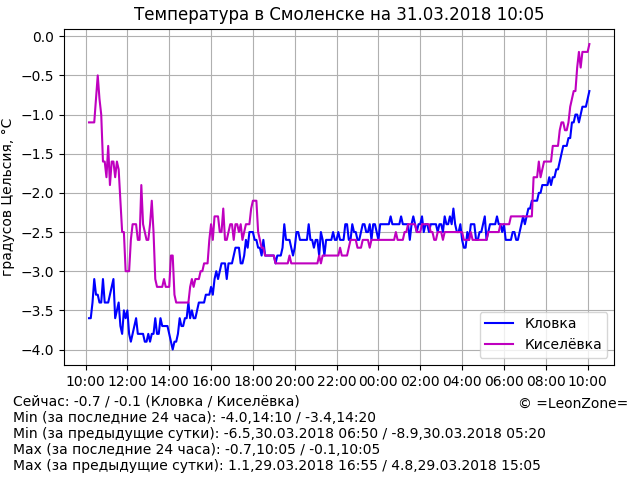 Температура в Смоленске на 31.03.2018 10:05
градусов Цельсия, °C
0.0
−0.5
−1.0
−1.5
−2.0
−2.5
−3.0
−3.5
−4.0
Кловка
Киселёвка
10:00 12:00 14:00 16:00 18:00 20:00 22:00 00:00 02:00 04:00 06:00 08:00 10:00
Сейчас: -0.7 / -0.1 (Кловка / Киселёвка)
© =LeonZone=
Min (за последние 24 часа): -4.0,14:10 / -3.4,14:20
Min (за предыдущие сутки): -6.5,30.03.2018 06:50 / -8.9,30.03.2018 05:20
Max (за последние 24 часа): -0.7,10:05 / -0.1,10:05
Max (за предыдущие сутки): 1.1,29.03.2018 16:55 / 4.8,29.03.2018 15:05